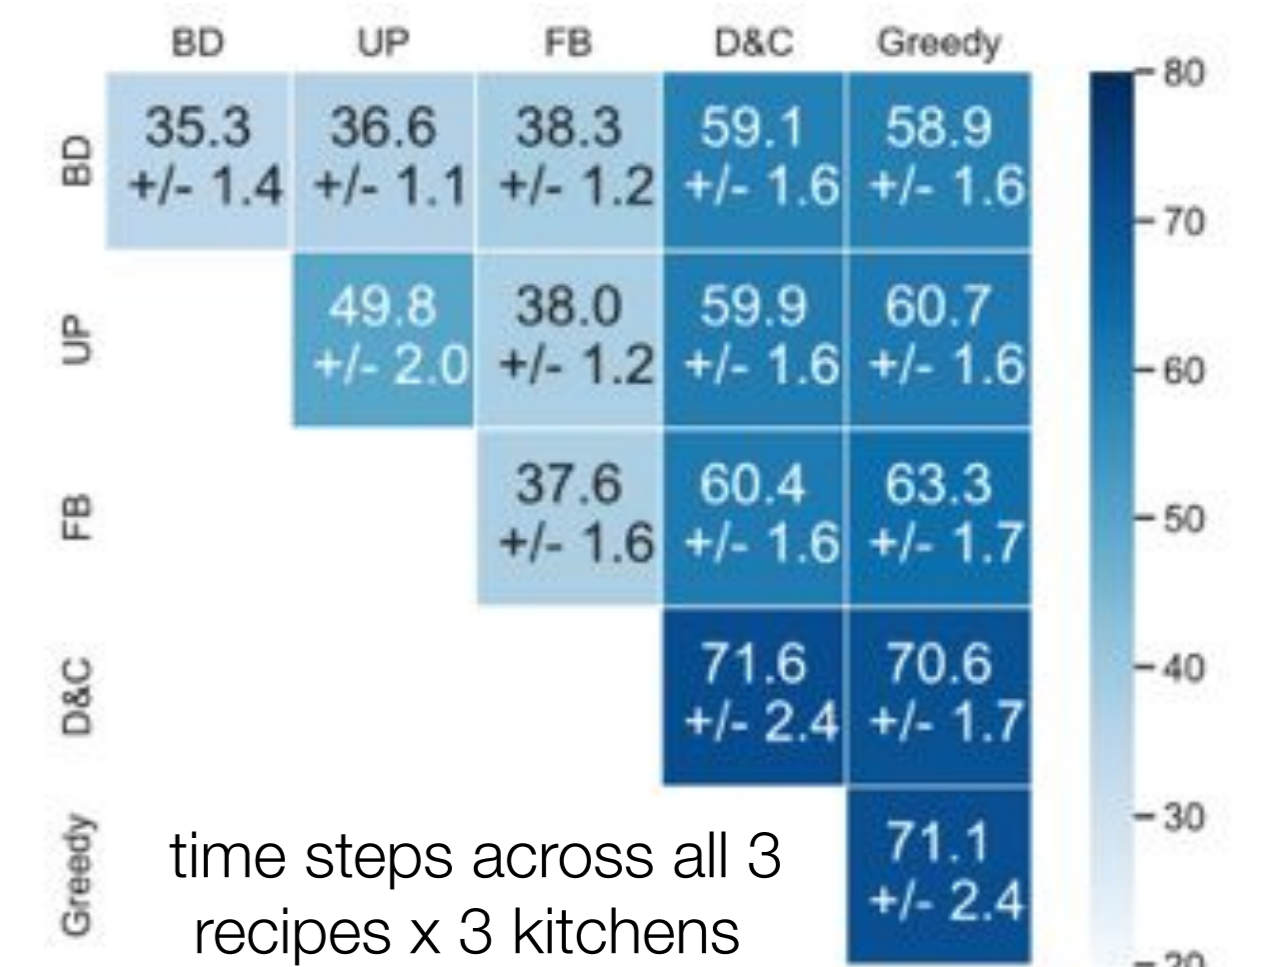 BD UP FB D&C Greedy
80
BD 35.3 36.6 38.3 59.1 58.9
+/- 1.4 +/- 1.1 +/- 1.2 +/- 1.6 +/- 1.6
70
UP 49.8 38.0 59.9 60.7
+/- 2.0 +/- 1.2 +/- 1.6 +/- 1.6
60
FB 37.6 60.4 63.3
+/- 1.6 +/- 1.6 +/- 1.7
50
D&C 71.6 70.6
+/- 2.4 +/- 1.7
40
Greedy 71.1
+/- 2.4
30
time steps across all 3
recipes x 3 kitchens
20